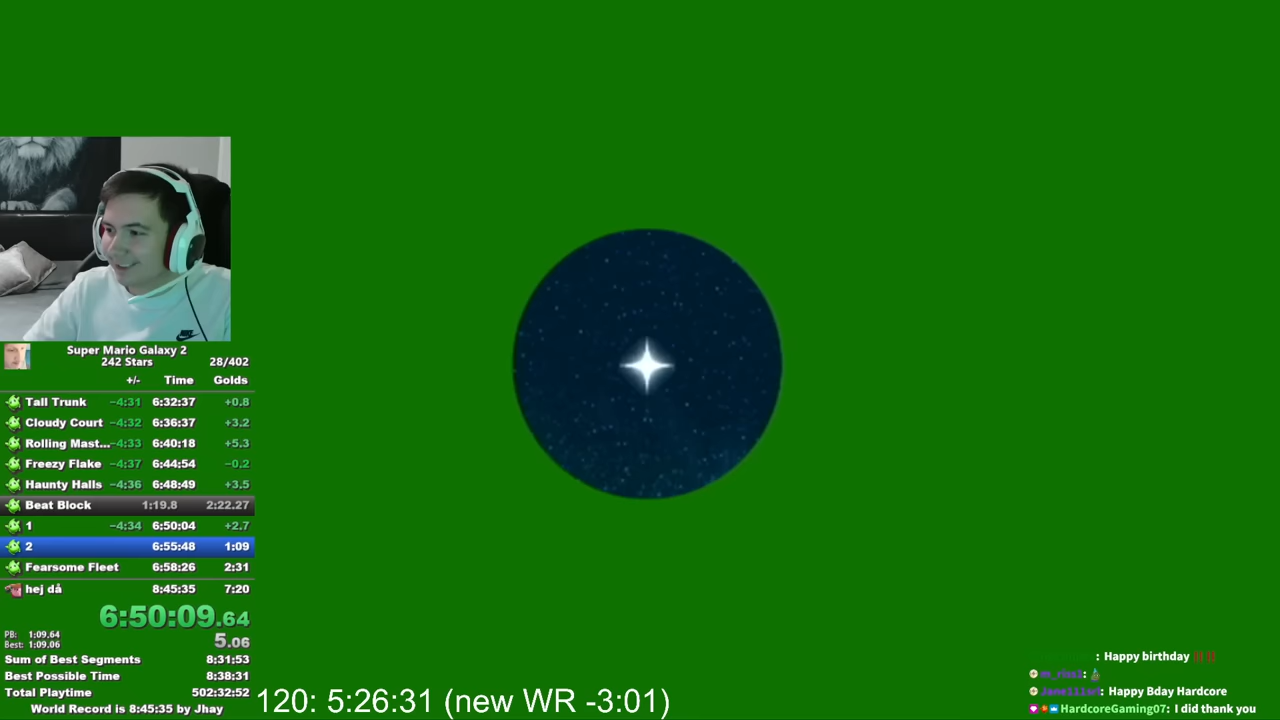 Super Mario Galaxy 2
242 Stars 28/402
+/- Time Golds
Tall Trunk -4:31 6:32:37 +0.8
Cloudy Court -4:32 6:36:37 +3.2
Rolling Mast... -4:33 6:40:18 +5.3
Freezy Flake -4:37 6:44:54 -0.2
Haunty Halls -4:36 6:48:49 +3.5
Beat Block 1:19.8 2:22.27
1 -4:34 6:50:04 +2.7
2 6:55:48 1:09
Fearsome Fleet 6:58:26 2:31
hej då 8:45:35 7:20
6:50:09.64
PB: 1:09.64
Best: 1:09.06
5.06
Sum of Best Segments 8:31:53
Best Possible Time 8:38:31
Total Playtime 502:32:52
World Record is 8:45:35 by Jhay
120: 5:26:31 (new WR -3:01)
: Happy birthday
: Happy Bday Hardcore
HardcoreGaming07: I did thank you